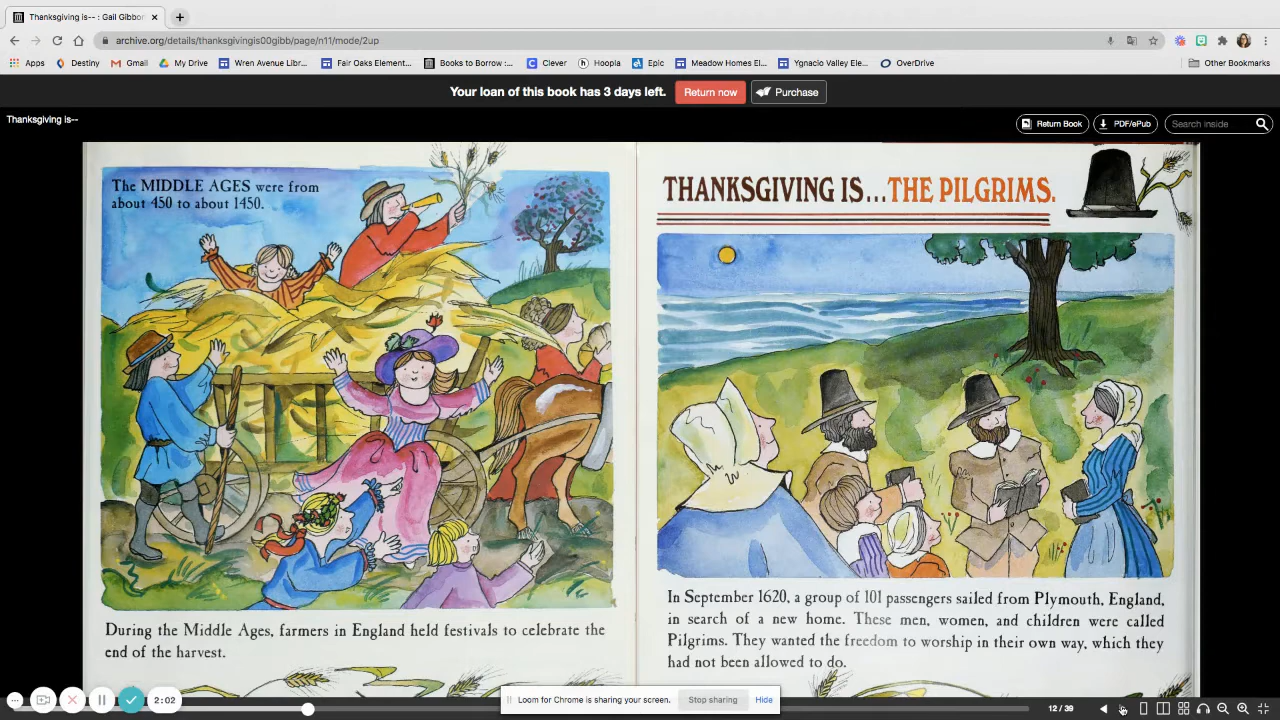 Thanksgiving is-- : Gail Gibbon
archive.org/details/thanksgivingis00gibb/page/n11/mode/2up
Apps Destiny Gmail My Drive Wren Avenue Libr... Fair Oaks Element... Books to Borrow :... Clever Hoopla Epic Meadow Homes El... Ygnacio Valley Ele... OverDrive Other Bookmarks
Your loan of this book has 3 days left. Return now Purchase
Thanksgiving is--
Return Book PDF/ePub Search inside
The MIDDLE AGES were from
about 450 to about 1450.
During the Middle Ages, farmers in England held festivals to celebrate the
end of the harvest.
THANKSGIVING IS...THE PILGRIMS.
In September 1620, a group of 101 passengers sailed from Plymouth, England,
in search of a new home. These men, women, and children were called
Pilgrims. They wanted the freedom to worship in their own way, which they
had not been allowed to do.
2:02
Loom for Chrome is sharing your screen. Stop sharing Hide
12 / 39